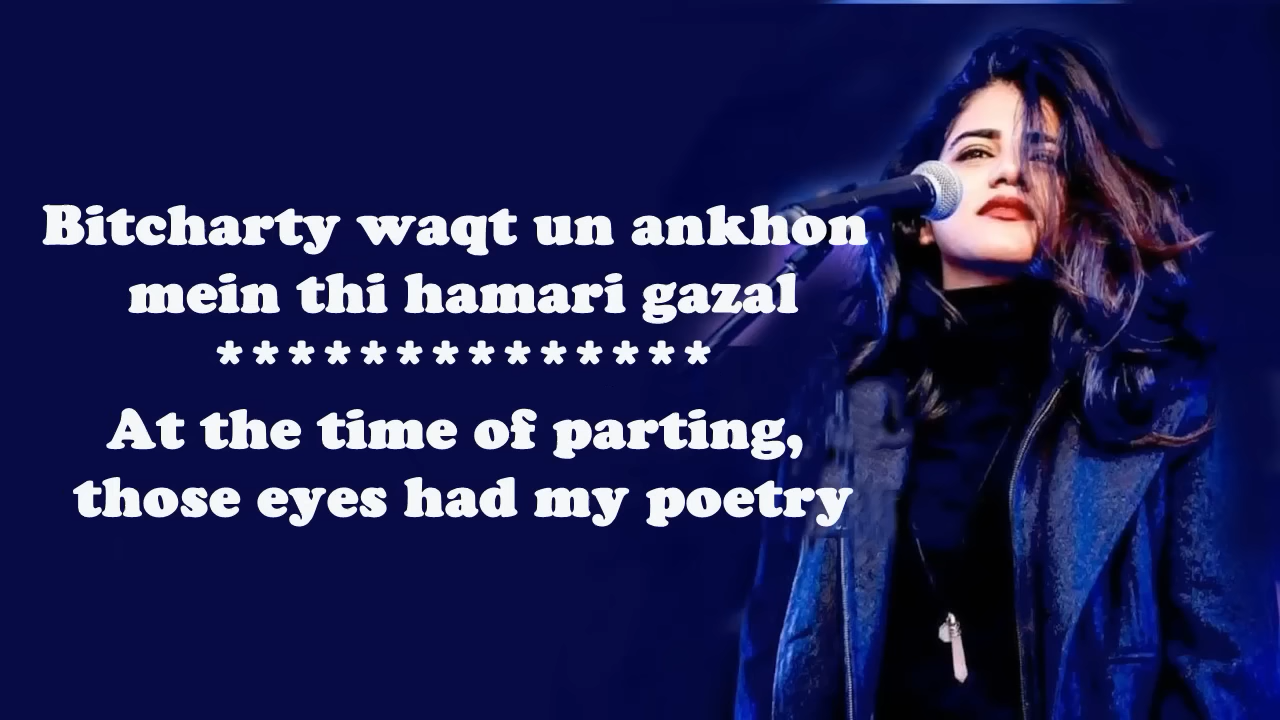 Bitcharty waqt un ankhon
mein thi hamari gazal
**************
At the time of parting,
those eyes had my poetry